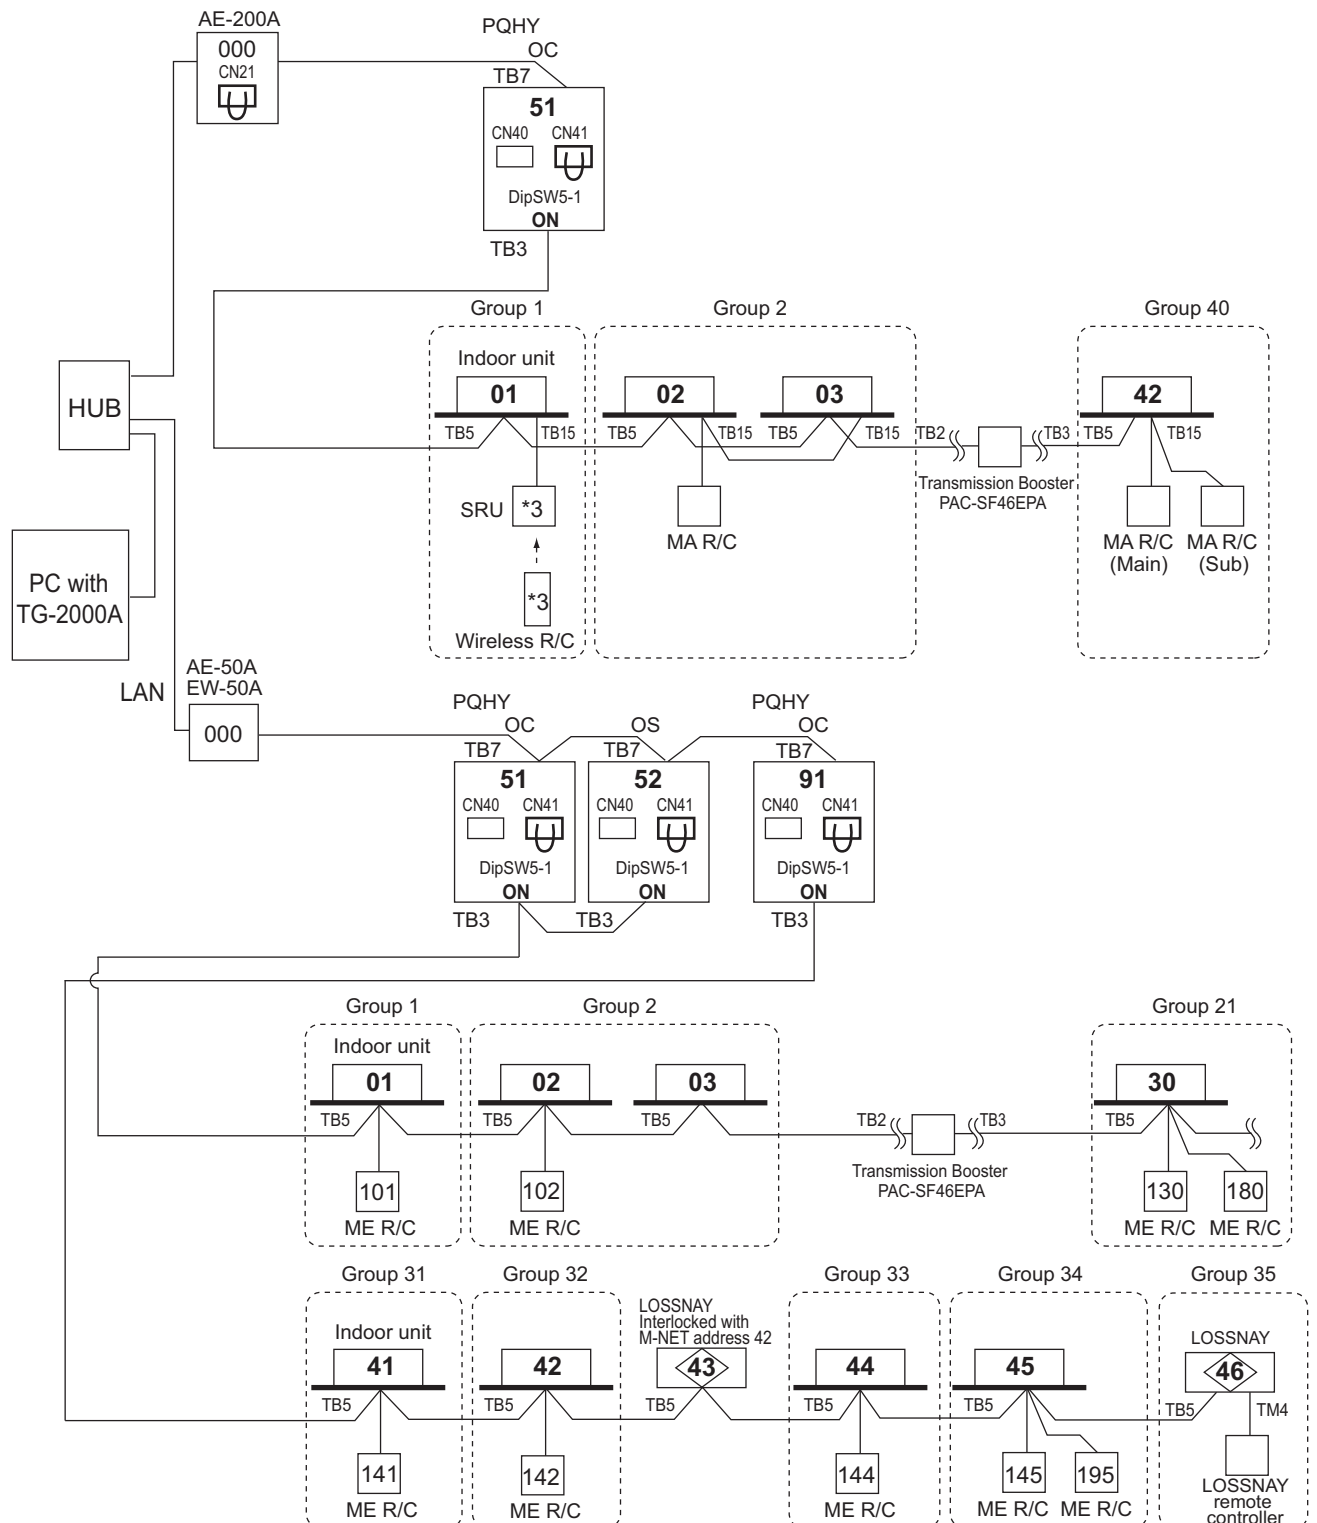 AE-200A
000
CN21
PQHY
OC
TB7
51
CN40 CN41
DipSW5-1
ON
TB3
HUB
PC with
TG-2000A
LAN
Group 1
Indoor unit
01
TB5 TB15
SRU
*3
*3
Wireless R/C
Group 2
02 03
TB5 TB15 TB5 TB15
MA R/C
TB2 TB3
Transmission Booster
PAC-SF46EPA
Group 40
42
TB5 TB15
MA R/C MA R/C
(Main) (Sub)
AE-50A
EW-50A
000
PQHY PQHY
OC OS OC
TB7 TB7 TB7
51 52 91
CN40 CN41 CN40 CN41 CN40 CN41
DipSW5-1 DipSW5-1 DipSW5-1
ON ON ON
TB3 TB3 TB3
Group 1 Group 2 Group 21
Indoor unit
01 02 03 30
TB5 TB5 TB5 TB2 TB3 TB5
Transmission Booster
PAC-SF46EPA
101 102 130 180
ME R/C ME R/C ME R/C ME R/C
Group 31 Group 32 Group 33 Group 34 Group 35
LOSSNAY
Interlocked with
M-NET address 42
Indoor unit LOSSNAY
41 42 43 44 45 46
TB5 TB5 TB5 TB5 TB5 TB5 TM4
141 142 144 145 195
ME R/C ME R/C ME R/C ME R/C ME R/C
LOSSNAY
remote
controller